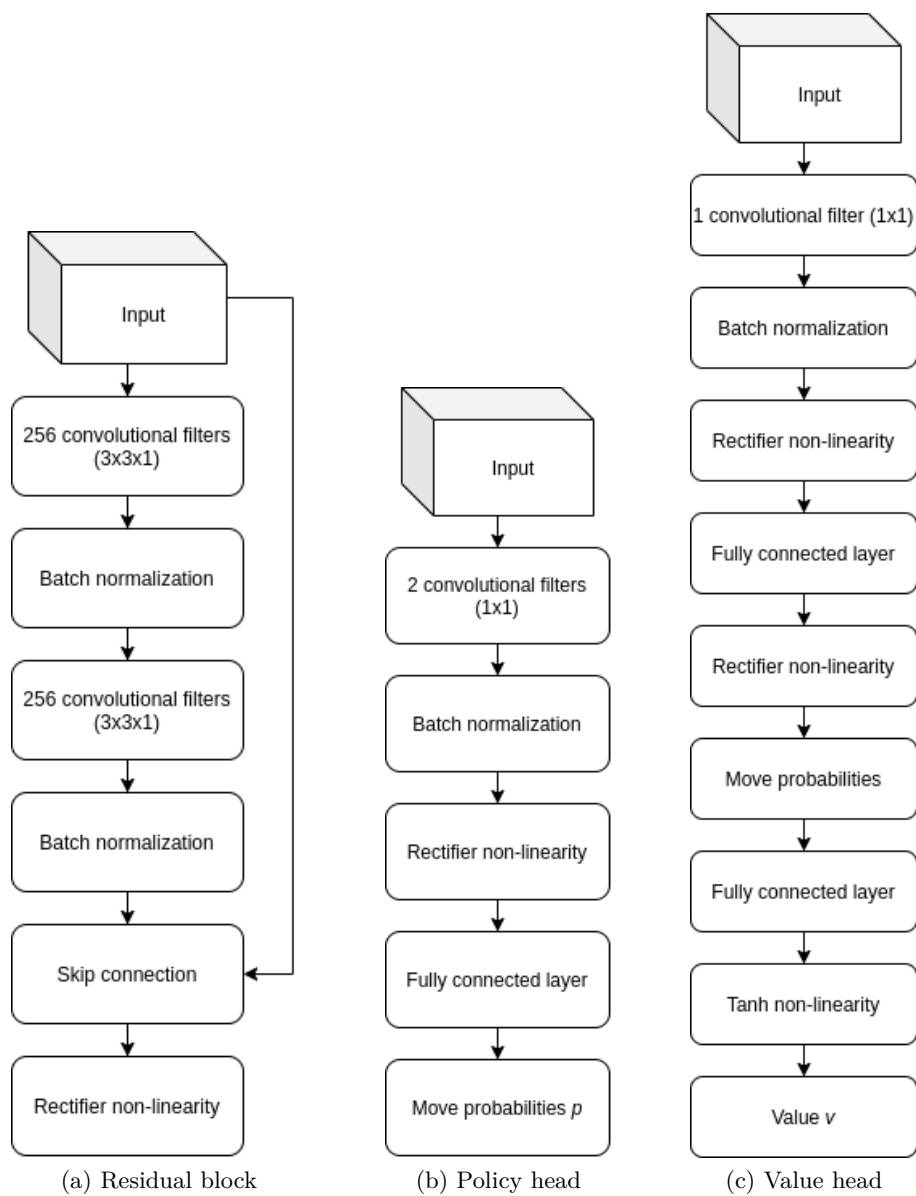 Input
256 convolutional filters
(3x3x1)
Batch normalization
256 convolutional filters
(3x3x1)
Batch normalization
Skip connection
Rectifier non-linearity
(a) Residual block
Input
2 convolutional filters
(1x1)
Batch normalization
Rectifier non-linearity
Fully connected layer
Move probabilities p
(b) Policy head
Input
1 convolutional filter (1x1)
Batch normalization
Rectifier non-linearity
Fully connected layer
Rectifier non-linearity
Move probabilities
Fully connected layer
Tanh non-linearity
Value v
(c) Value head